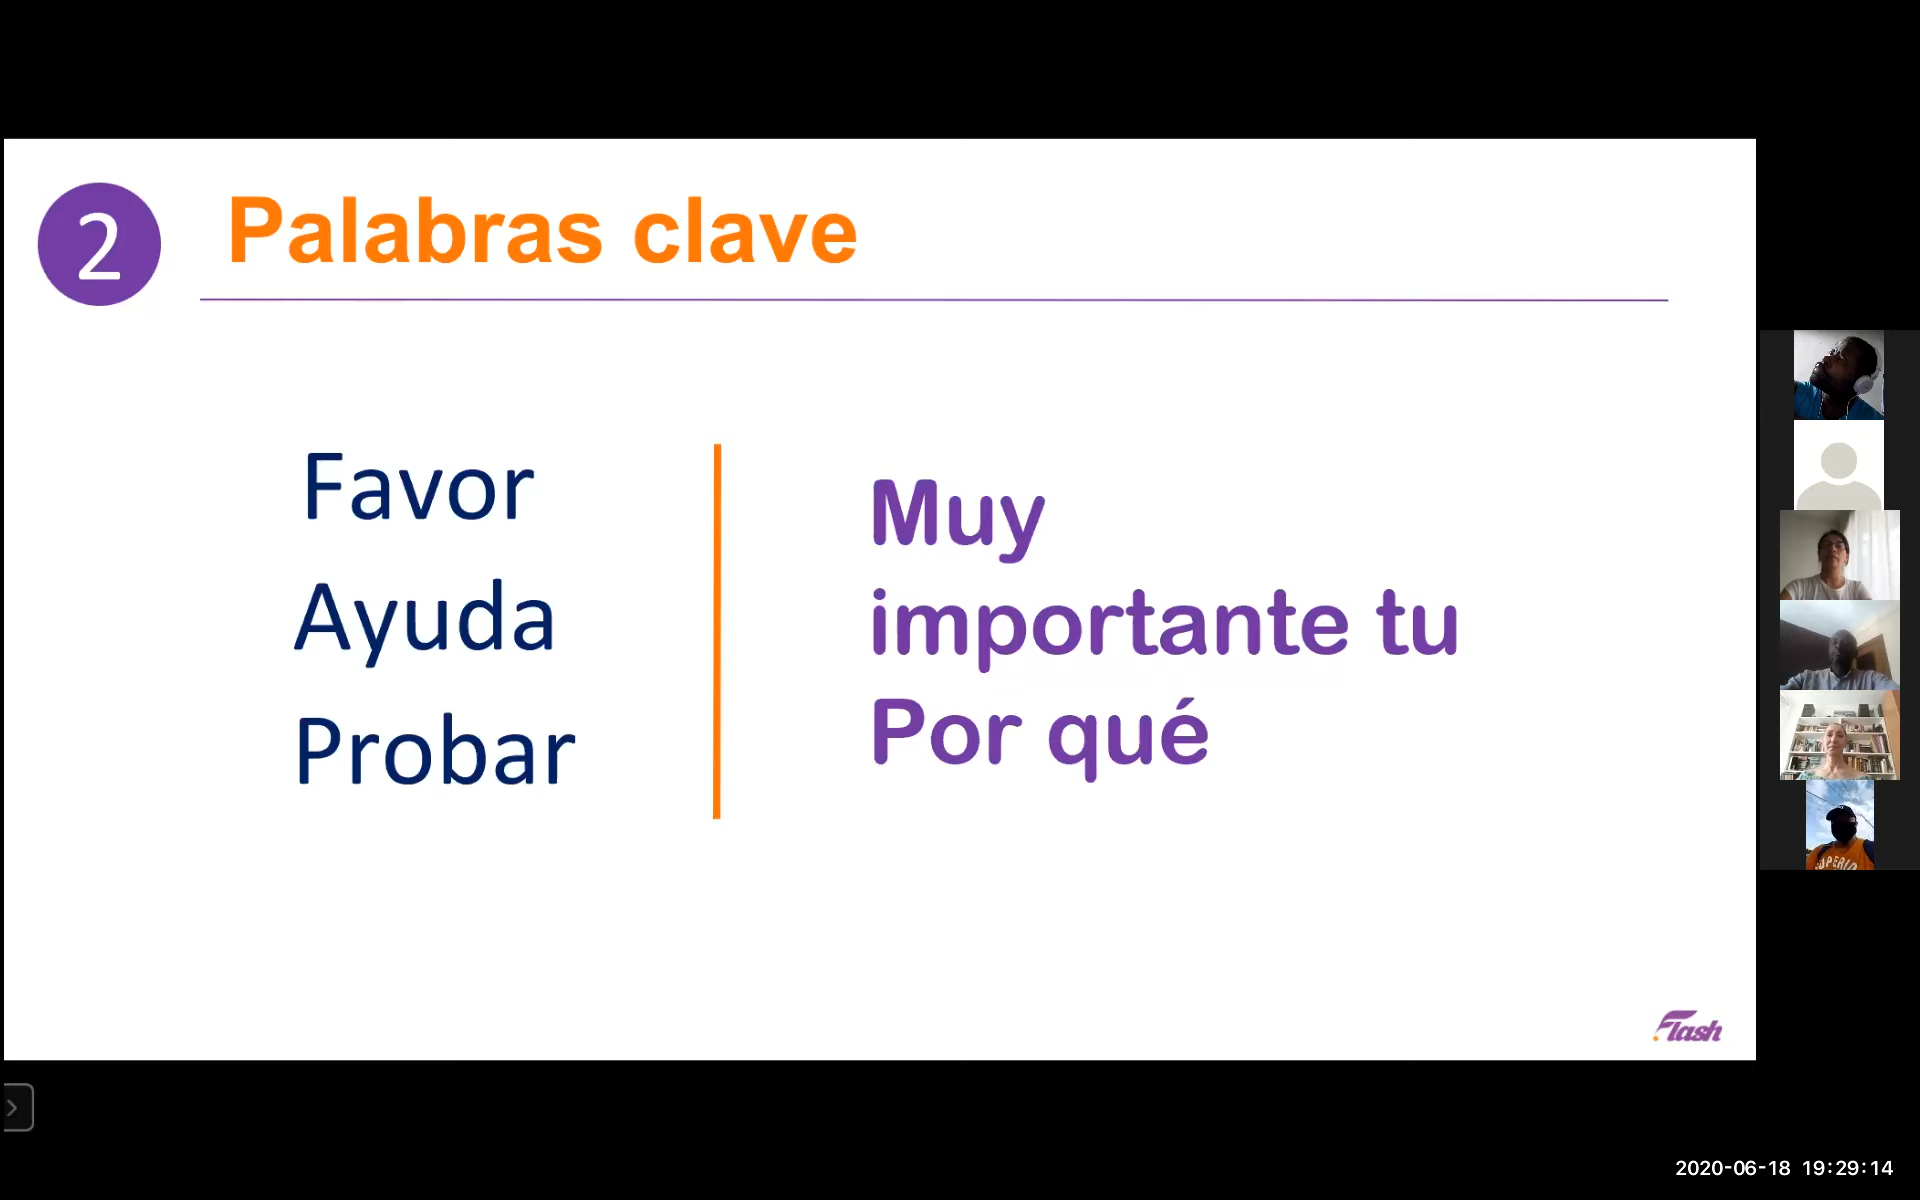 2
Palabras clave
Favor
Ayuda
Probar
Muy
importante tu
Por qué
Flash
2020-06-18 19:29:14